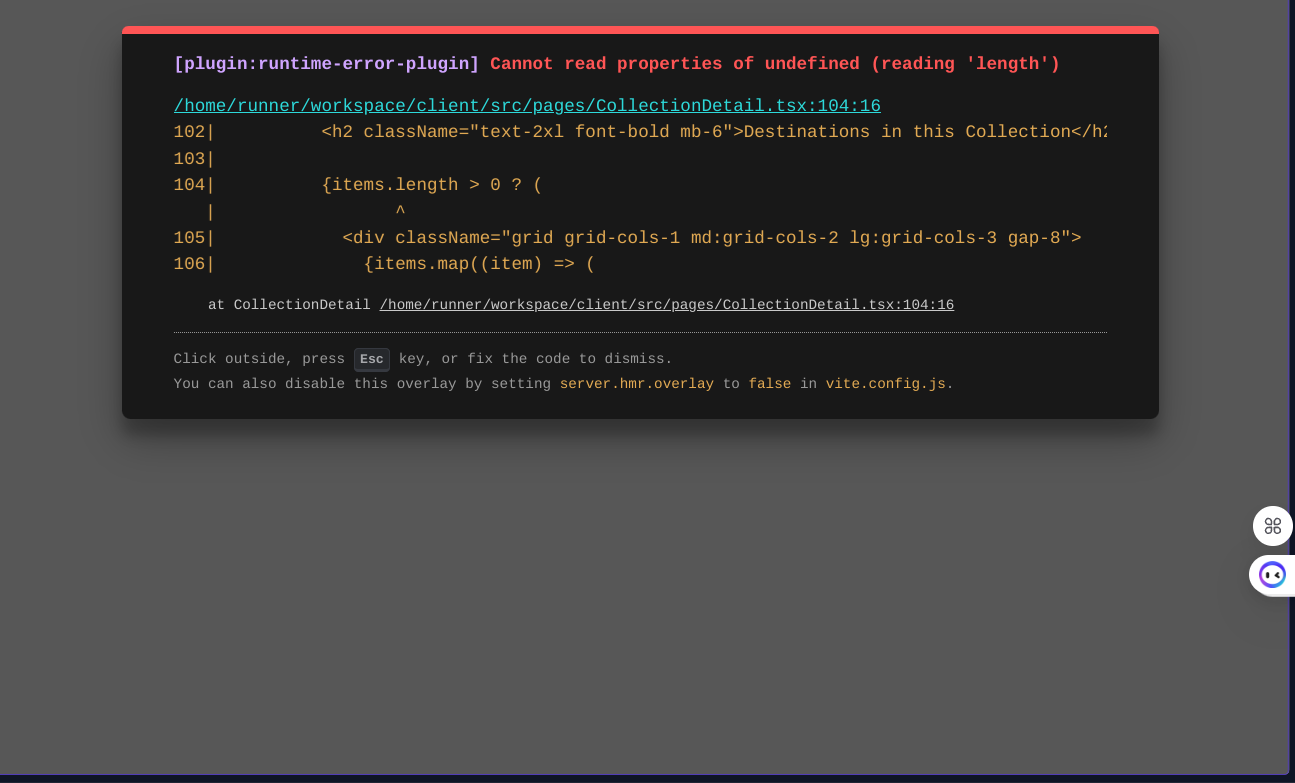 [plugin:runtime-error-plugin] Cannot read properties of undefined (reading 'length')
/home/runner/workspace/client/src/pages/CollectionDetail.tsx:104:16
102|          <h2 className="text-2xl font-bold mb-6">Destinations in this Collection</h2
103|
104|          {items.length > 0 ? (
   |                 ^
105|            <div className="grid grid-cols-1 md:grid-cols-2 lg:grid-cols-3 gap-8">
106|              {items.map((item) => (
at CollectionDetail /home/runner/workspace/client/src/pages/CollectionDetail.tsx:104:16
Click outside, press Esc key, or fix the code to dismiss.
You can also disable this overlay by setting server.hmr.overlay to false in vite.config.js.